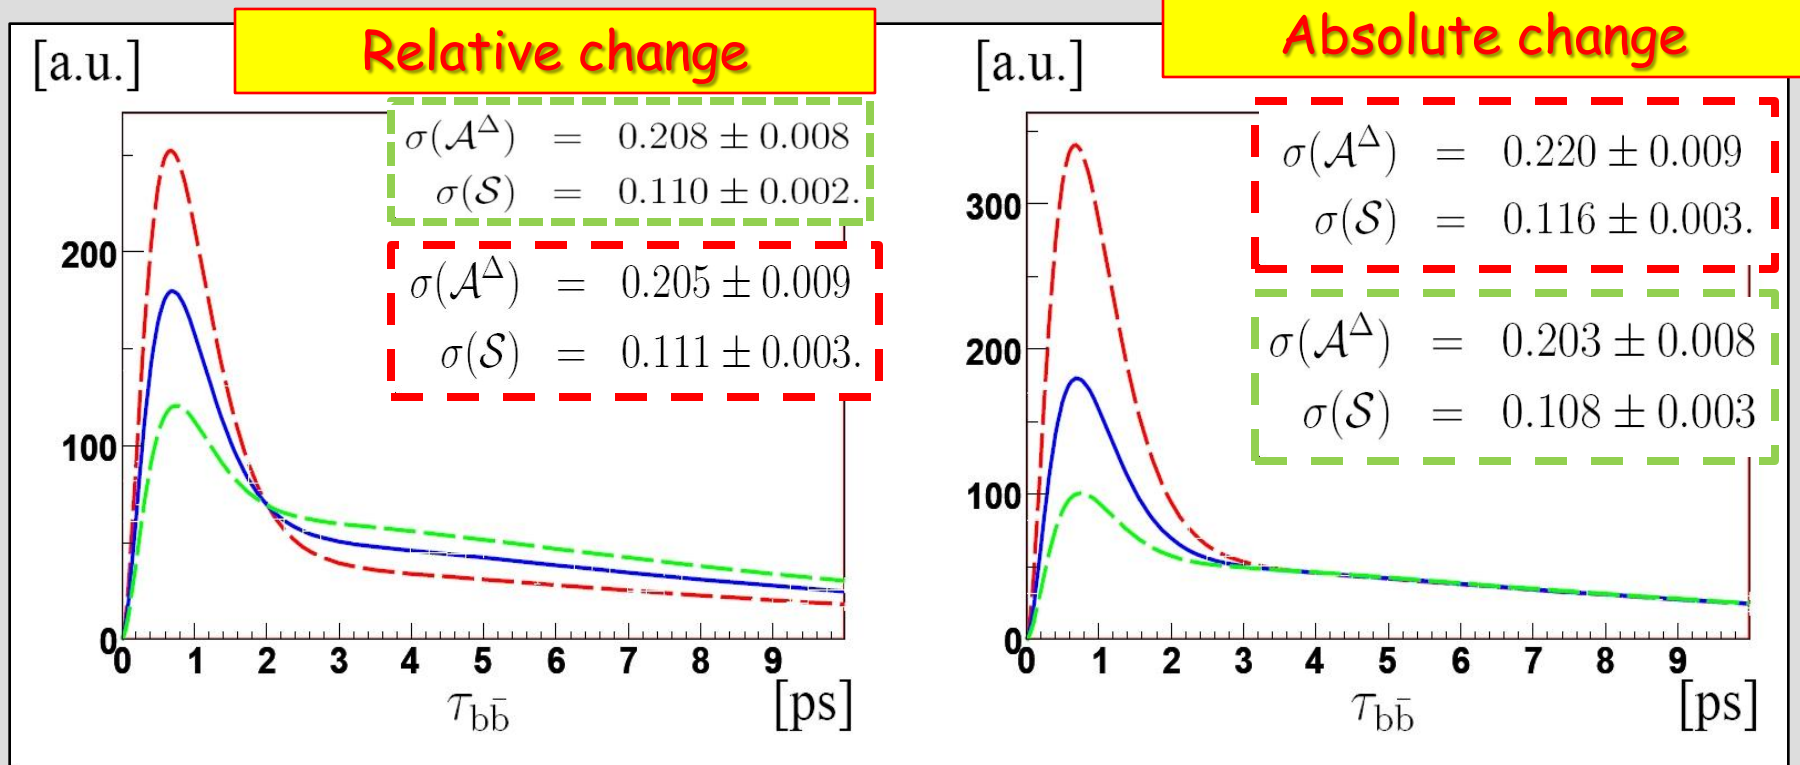 Relative change
[a.u.]
σ(𝒜^Δ) = 0.208 ± 0.008
σ(𝒮) = 0.110 ± 0.002.
σ(𝒜^Δ) = 0.205 ± 0.009
σ(𝒮) = 0.111 ± 0.003.
200
100
0
0 1 2 3 4 5 6 7 8 9
τ_bb̄ [ps]
Absolute change
[a.u.]
σ(𝒜^Δ) = 0.220 ± 0.009
σ(𝒮) = 0.116 ± 0.003.
σ(𝒜^Δ) = 0.203 ± 0.008
σ(𝒮) = 0.108 ± 0.003
300
200
100
0
0 1 2 3 4 5 6 7 8 9
τ_bb̄ [ps]